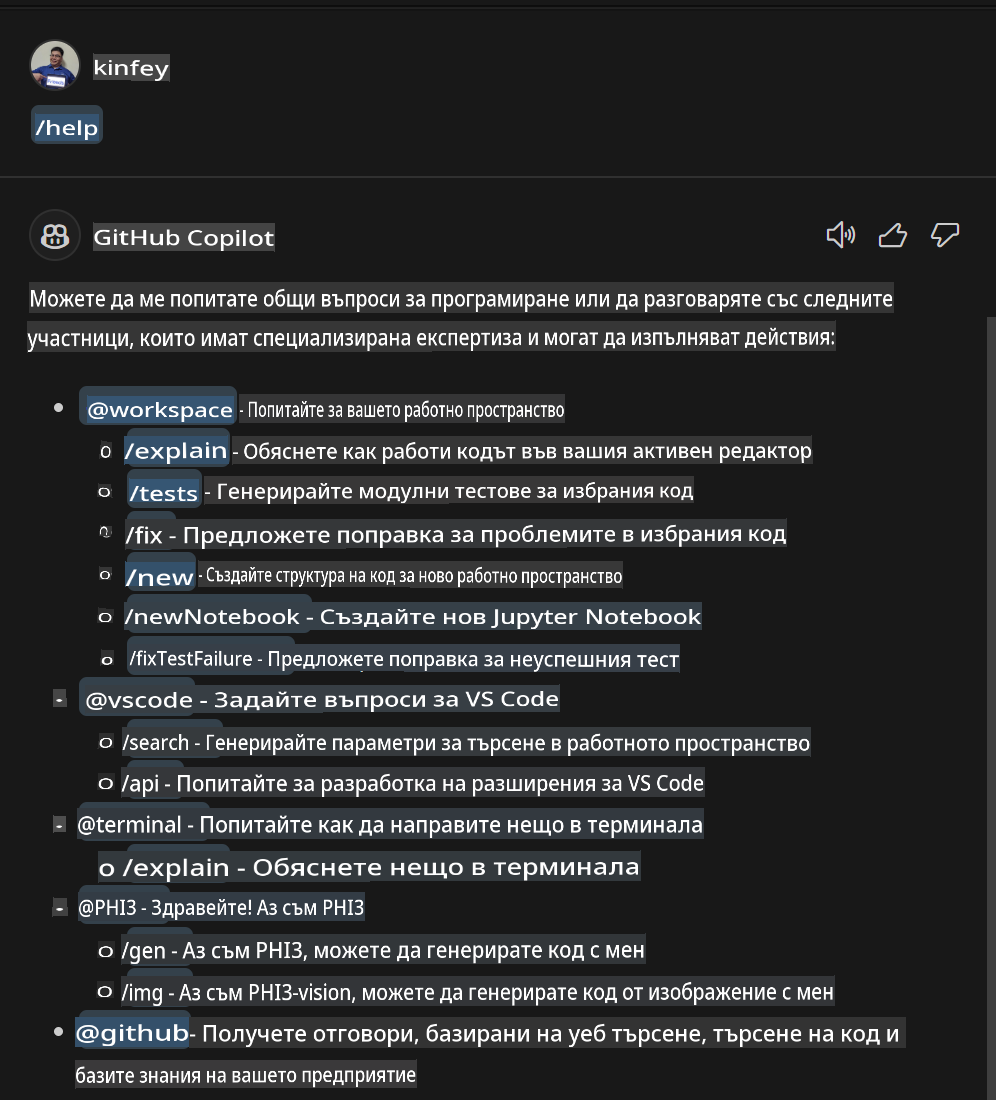 kinfey
/help
GitHub Copilot
Можете да ме попитате общи въпроси за програмиране или да разговаряте със следните
участници, които имат специализирана експертиза и могат да изпълняват действия:
• @workspace - Попитайте за вашето работно пространство
o /explain - Обяснете как работи кодът във вашия активен редактор
o /tests - Генерирайте модулни тестове за избрания код
o /fix - Предложете поправка за проблемите в избрания код
o /new - Създайте структура на код за ново работно пространство
o /newNotebook - Създайте нов Jupyter Notebook
o /fixTestFailure - Предложете поправка за неуспешния тест
- @vscode - Задайте въпроси за VS Code
o /search - Генерирайте параметри за търсене в работното пространство
o /api - Попитайте за разработка на разширения за VS Code
- @terminal - Попитайте как да направите нещо в терминала
o /explain - Обяснете нещо в терминала
- @PHI3 - Здравейте! Аз съм PHI3
o /gen - Аз съм PHI3, можете да генерирате код с мен
o /img - Аз съм PHI3-vision, можете да генерирате код от изображение с мен
• @github- Получете отговори, базирани на уеб търсене, търсене на код и
базите знания на вашето предприятие